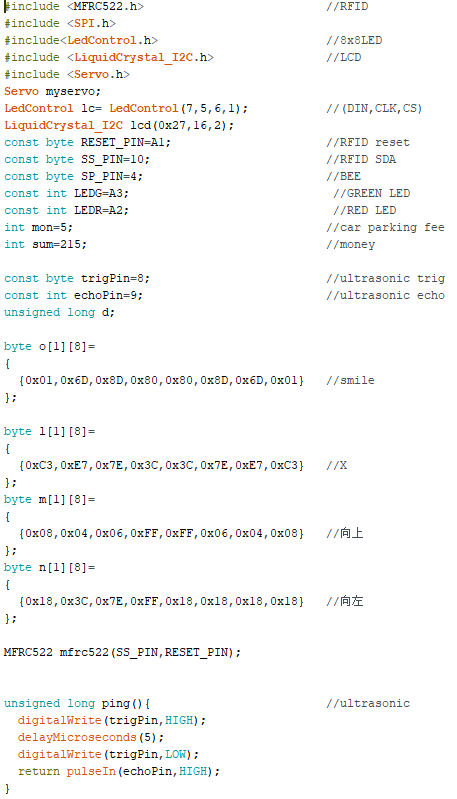 #include <MFRC522.h> //RFID
#include <SPI.h>
#include<LedControl.h> //8x8LED
#include <LiquidCrystal_I2C.h> //LCD
#include <Servo.h>
Servo myservo;
LedControl lc= LedControl(7,5,6,1); //(DIN,CLK,CS)
LiquidCrystal_I2C lcd(0x27,16,2);
const byte RESET_PIN=A1; //RFID reset
const byte SS_PIN=10; //RFID SDA
const byte SP_PIN=4; //BEE
const int LEDG=A3; //GREEN LED
const int LEDR=A2; //RED LED
int mon=5; //car parking fee
int sum=215; //money
const byte trigPin=8; //ultrasonic trig
const int echoPin=9; //ultrasonic echo
unsigned long d;
byte o[1][8]=
{
{0x01,0x6D,0x8D,0x80,0x80,0x8D,0x6D,0x01} //smile
};
byte l[1][8]=
{
{0xC3,0xE7,0x7E,0x3C,0x3C,0x7E,0xE7,0xC3} //X
};
byte m[1][8]=
{
{0x08,0x04,0x06,0xFF,0xFF,0x06,0x04,0x08} //向上
};
byte n[1][8]=
{
{0x18,0x3C,0x7E,0xFF,0x18,0x18,0x18,0x18} //向左
};
MFRC522 mfrc522(SS_PIN,RESET_PIN);
unsigned long ping(){ //ultrasonic
digitalWrite(trigPin,HIGH);
delayMicroseconds(5);
digitalWrite(trigPin,LOW);
return pulseIn(echoPin,HIGH);
}